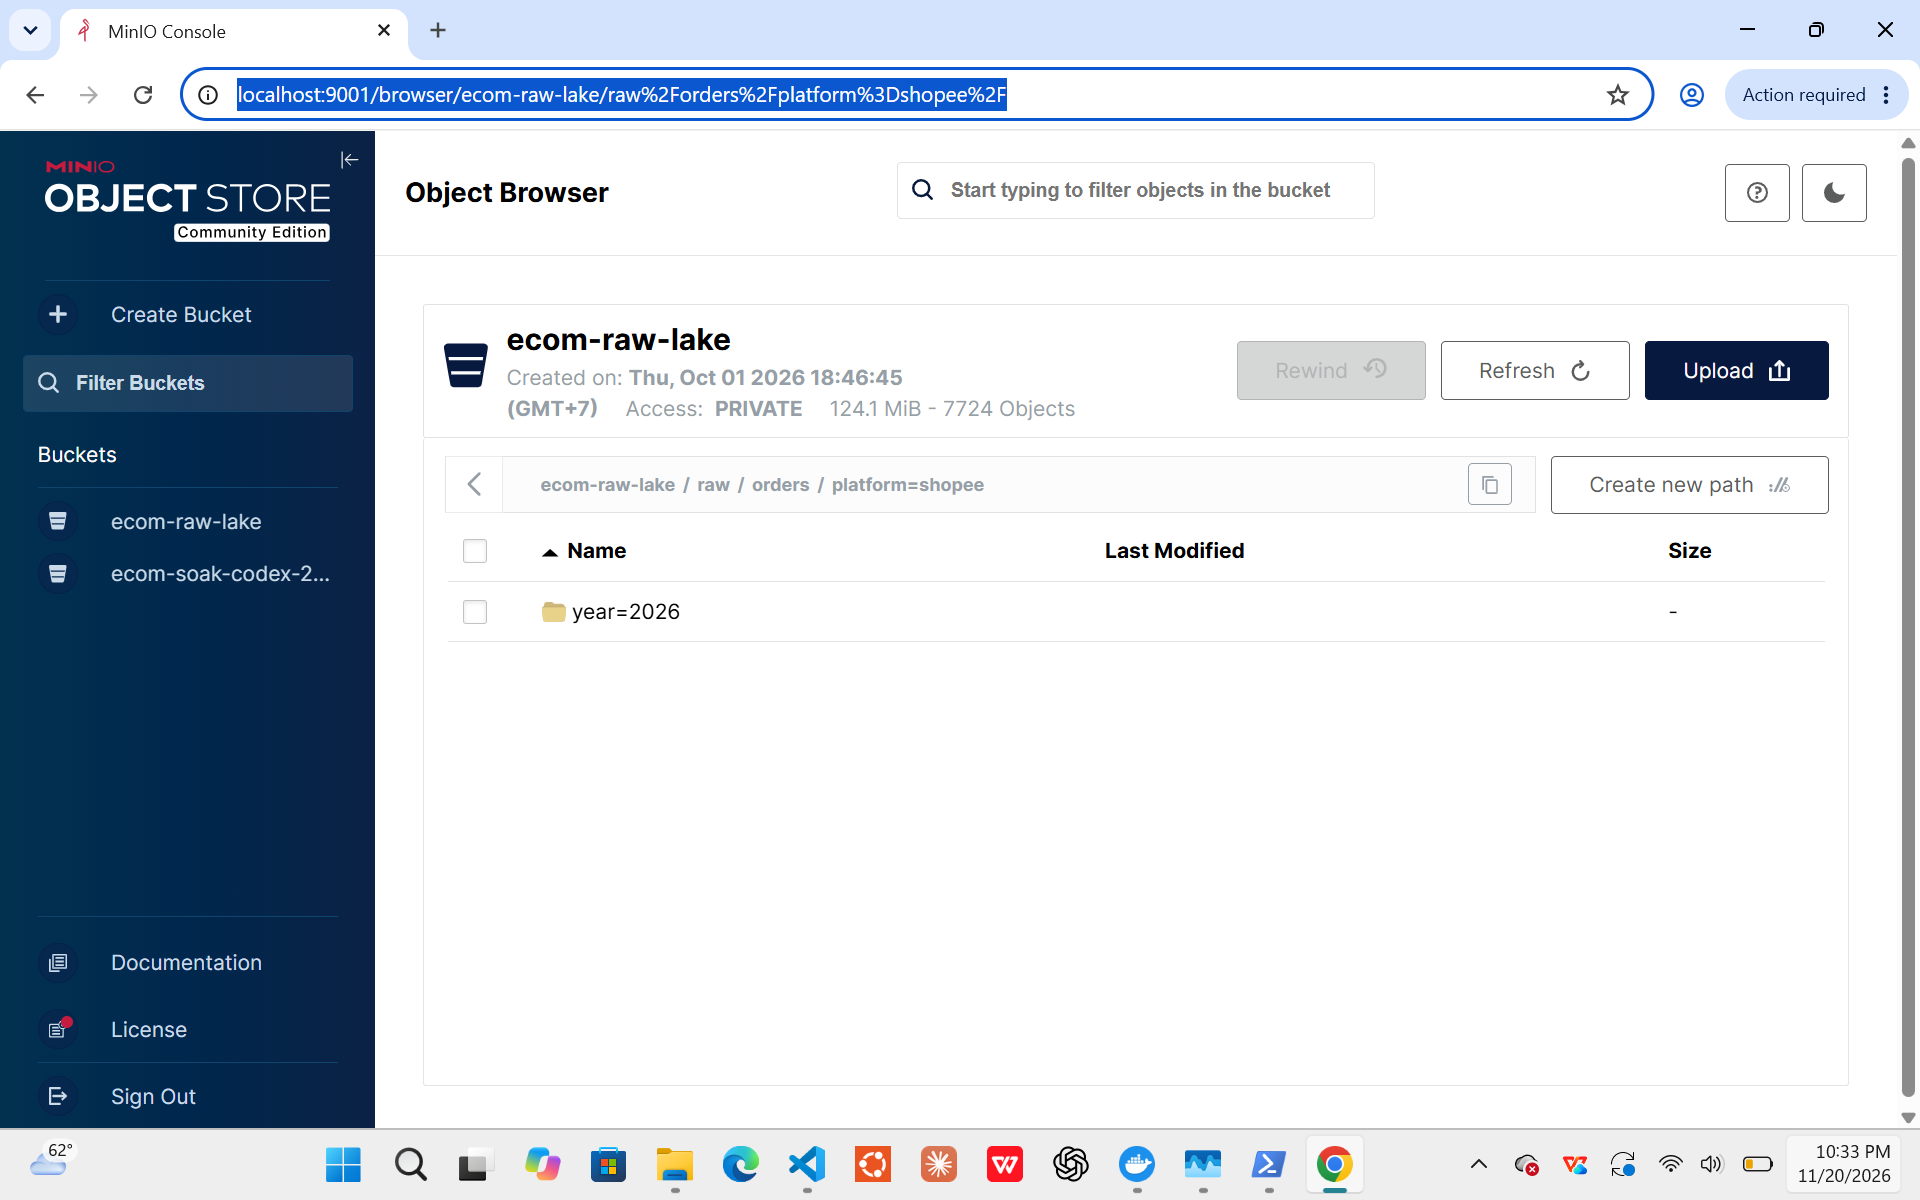 MinIO Console
localhost:9001/browser/ecom-raw-lake/raw%2Forders%2Fplatform%3Dshopee%2F
Action required
MINIO
OBJECT STORE
Community Edition
Create Bucket
Filter Buckets
Buckets
ecom-raw-lake
ecom-soak-codex-2...
Documentation
License
Sign Out
Object Browser
Start typing to filter objects in the bucket
ecom-raw-lake
Created on: Thu, Oct 01 2026 18:46:45
(GMT+7) Access: PRIVATE 124.1 MiB - 7724 Objects
Rewind
Refresh
Upload
ecom-raw-lake / raw / orders / platform=shopee
Create new path
Name Last Modified Size
year=2026 -
62°
10:33 PM
11/20/2026